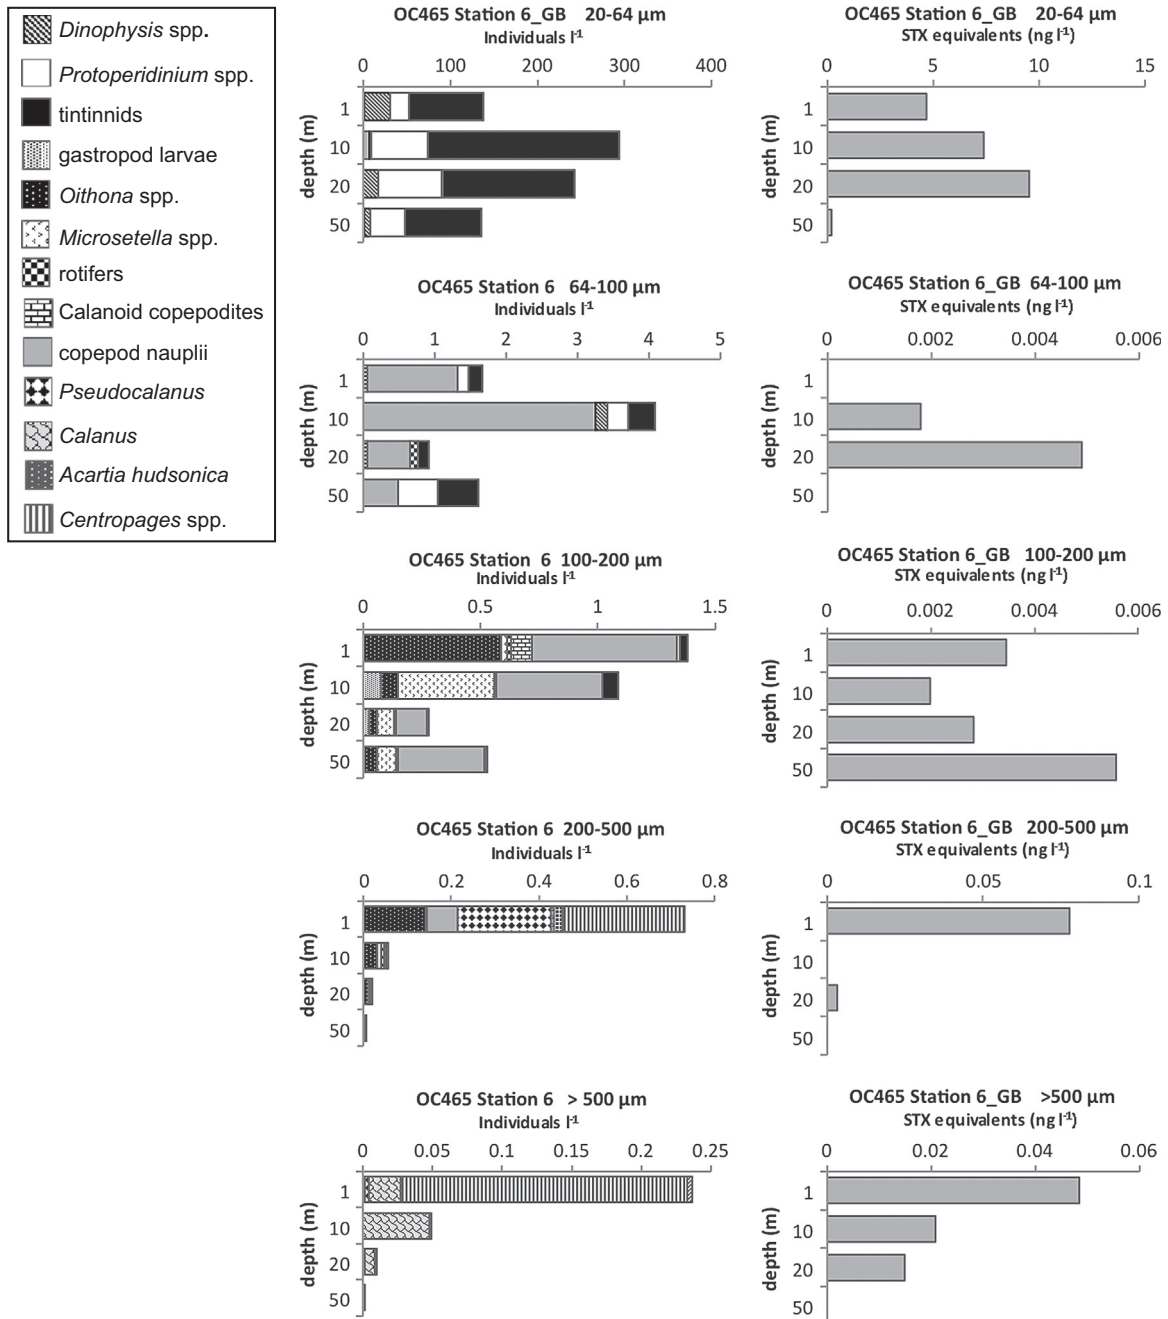 Dinophysis spp.
Protoperidinium spp.
tintinnids
gastropod larvae
Oithona spp.
Microsetella spp.
rotifers
Calanoid copepodites
copepod nauplii
Pseudocalanus
Calanus
Acartia hudsonica
Centropages spp.
OC465 Station 6_GB 20-64 µm
Individuals l-1
0 100 200 300 400
depth (m)
1
10
20
50
OC465 Station 6_GB 20-64 µm
STX equivalents (ng l-1)
0 5 10 15
depth (m)
1
10
20
50
OC465 Station 6 64-100 µm
Individuals l-1
0 1 2 3 4 5
depth (m)
1
10
20
50
OC465 Station 6_GB 64-100 µm
STX equivalents (ng l-1)
0 0.002 0.004 0.006
depth (m)
1
10
20
50
OC465 Station 6 100-200 µm
Individuals l-1
0 0.5 1 1.5
depth (m)
1
10
20
50
OC465 Station 6_GB 100-200 µm
STX equivalents (ng l-1)
0 0.002 0.004 0.006
depth (m)
1
10
20
50
OC465 Station 6 200-500 µm
Individuals l-1
0 0.2 0.4 0.6 0.8
depth (m)
1
10
20
50
OC465 Station 6_GB 200-500 µm
STX equivalents (ng l-1)
0 0.05 0.1
depth (m)
1
10
20
50
OC465 Station 6 > 500 µm
Individuals l-1
0 0.05 0.1 0.15 0.2 0.25
depth (m)
1
10
20
50
OC465 Station 6_GB >500 µm
STX equivalents (ng l-1)
0 0.02 0.04 0.06
depth (m)
1
10
20
50